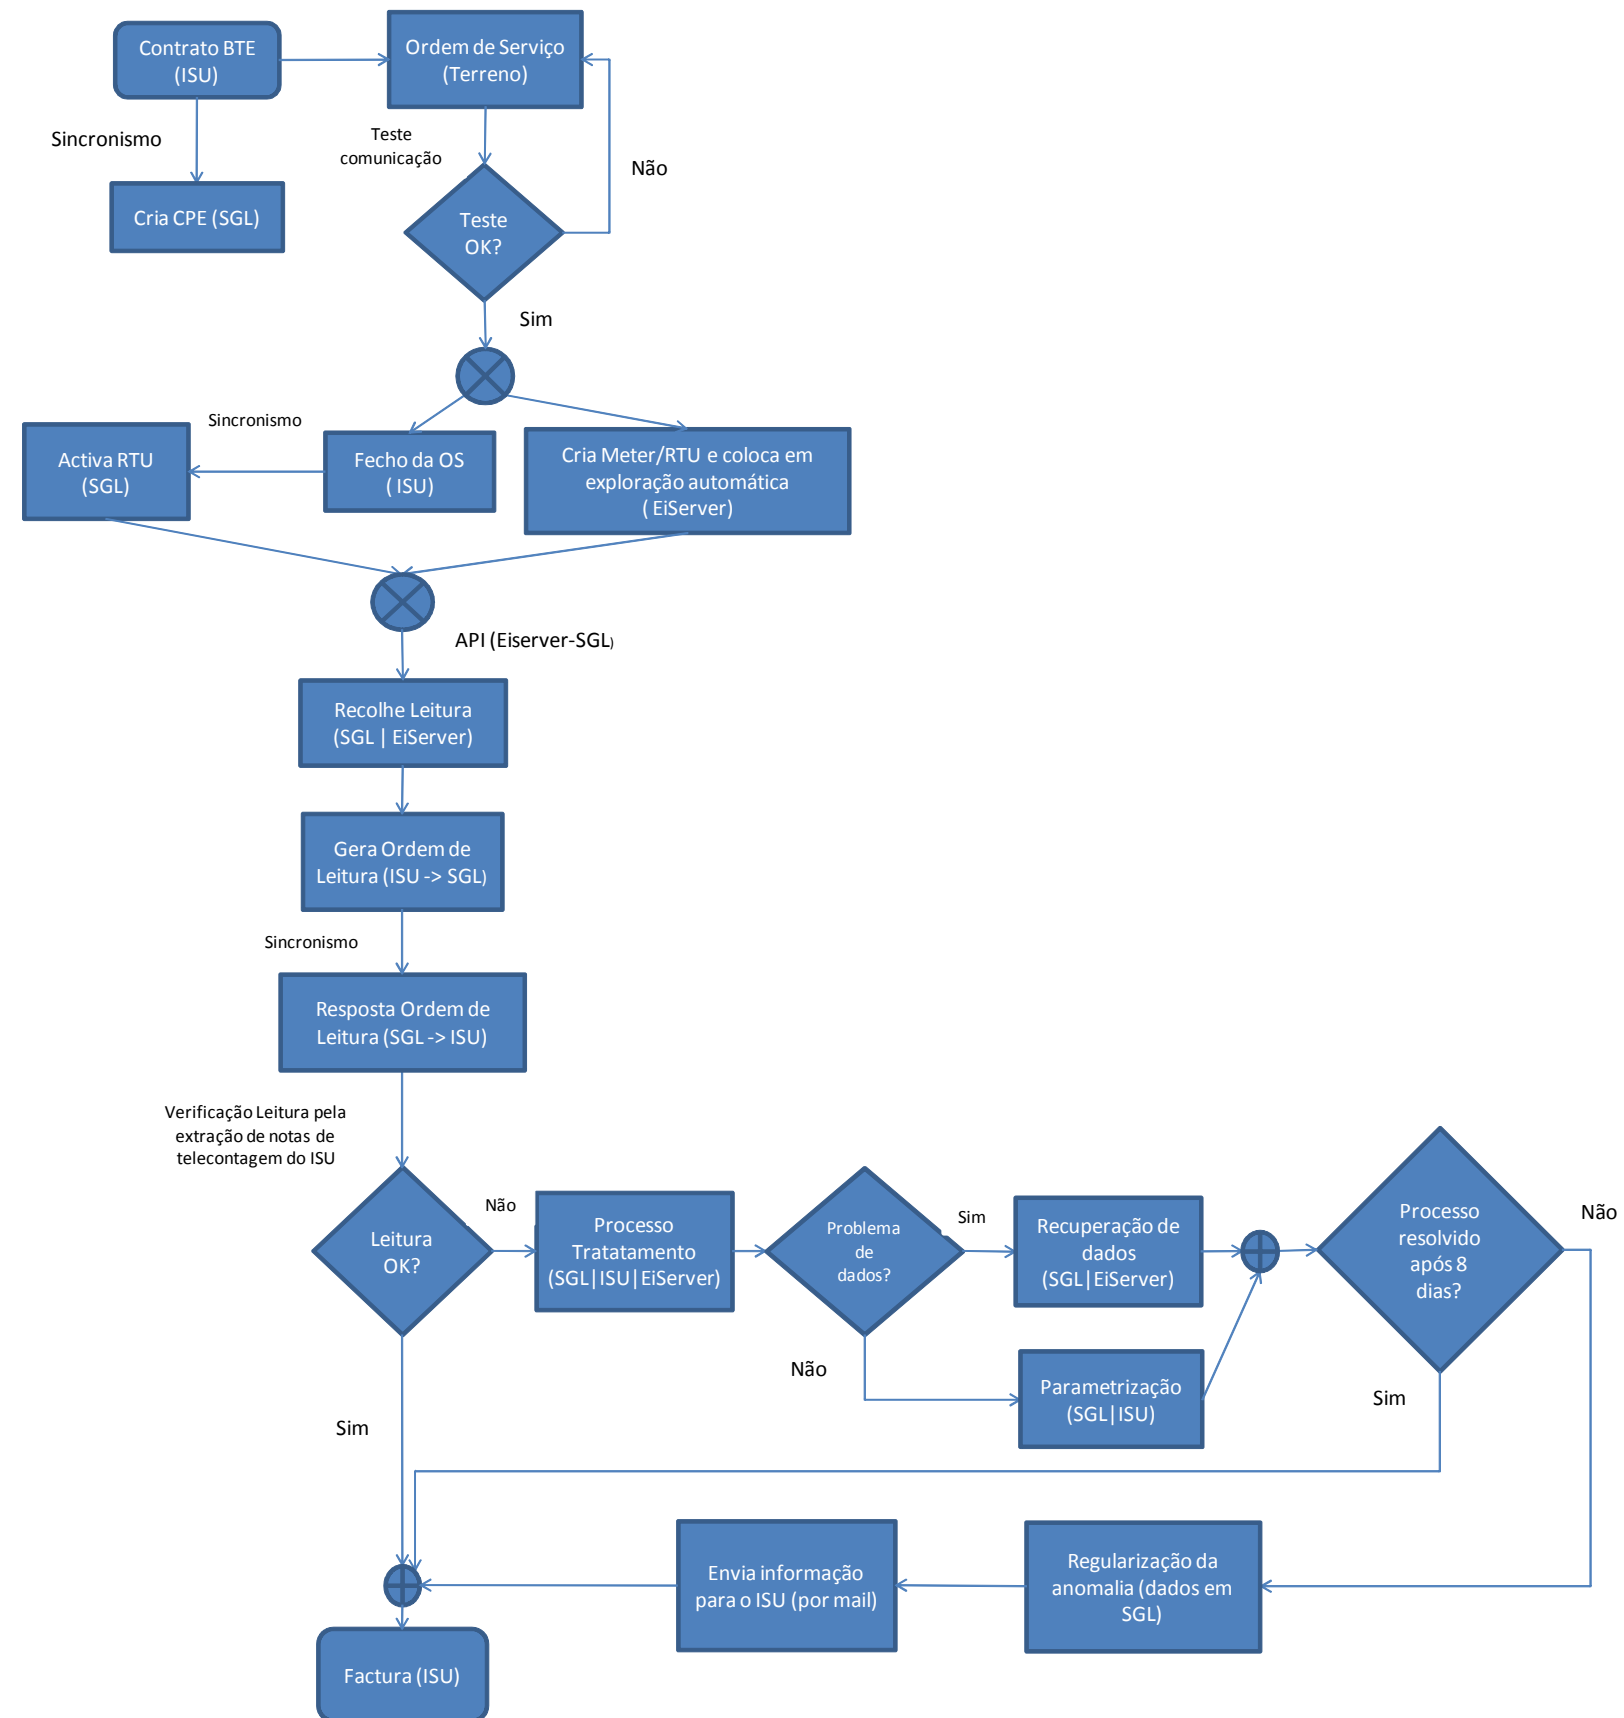 Contrato BTE
(ISU)
Ordem de Serviço
(Terreno)
Sincronismo
Teste
comunicação
Não
Cria CPE (SGL)
Teste
OK?
Sim
Sincronismo
Activa RTU
(SGL)
Fecho da OS
( ISU)
Cria Meter/RTU e coloca em
exploração automática
( EiServer)
API (Eiserver-SGL)
Recolhe Leitura
(SGL | EiServer)
Gera Ordem de
Leitura (ISU -> SGL)
Sincronismo
Resposta Ordem de
Leitura (SGL -> ISU)
Verificação Leitura pela
extração de notas de
telecontagem do ISU
Leitura
OK?
Não
Processo
Tratatamento
(SGL|ISU|EiServer)
Problema
de
dados?
Sim
Recuperação de
dados
(SGL|EiServer)
Processo
resolvido
após 8
dias?
Não
Não
Parametrização
(SGL|ISU)
Sim
Sim
Envia informação
para o ISU (por mail)
Regularização da
anomalia (dados em
SGL)
Factura (ISU)